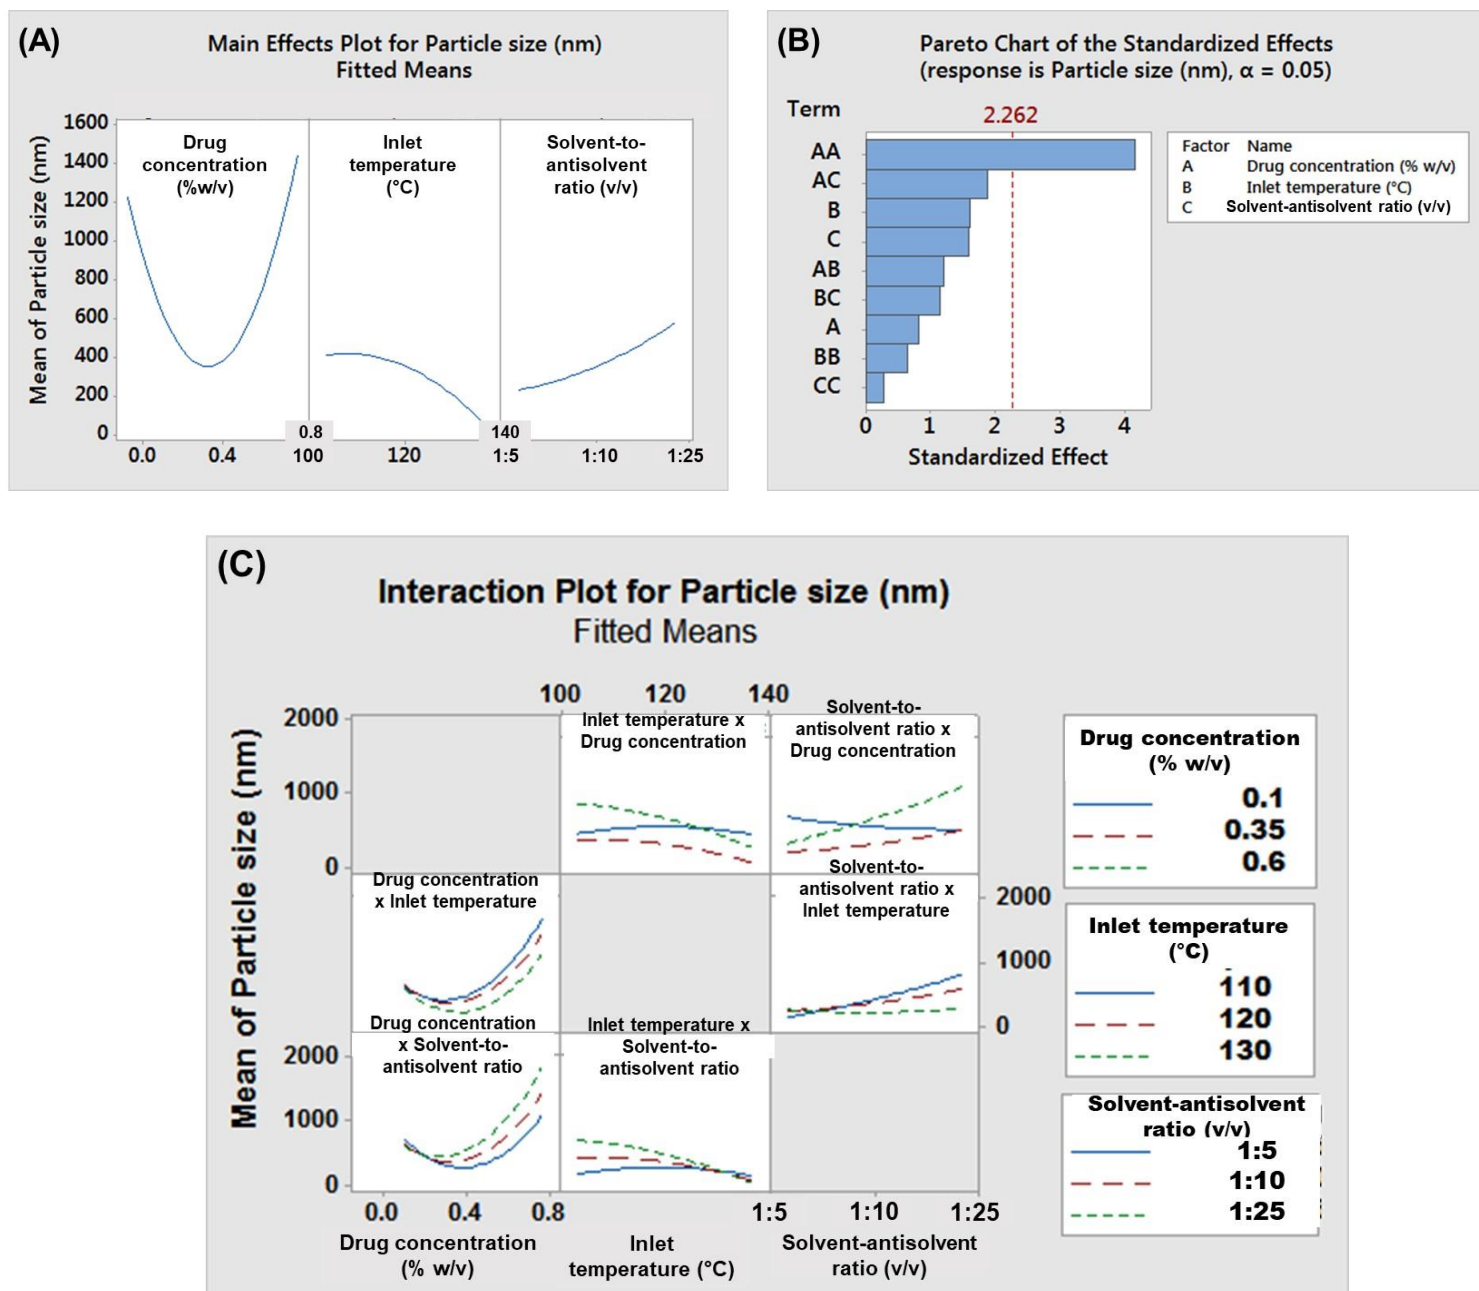 (A)
Main Effects Plot for Particle size (nm)
Fitted Means
Mean of Particle size (nm)
1600
1400
1200
1000
800
600
400
200
0
Drug
concentration
(%w/v)
Inlet
temperature
(°C)
Solvent-to-
antisolvent
ratio (v/v)
0.8
140
0.0
0.4
100
120
1:5
1:10
1:25
(B)
Pareto Chart of the Standardized Effects
(response is Particle size (nm), α = 0.05)
Term
2.262
AA
AC
B
C
AB
BC
A
BB
CC
0
1
2
3
4
Standardized Effect
Factor Name
A Drug concentration (% w/v)
B Inlet temperature (°C)
C Solvent-antisolvent ratio (v/v)
(C)
Interaction Plot for Particle size (nm)
Fitted Means
Mean of Particle size (nm)
Mean of Particle size (nm)
100
120
140
2000
1000
0
Inlet temperature x
Drug concentration
Solvent-to-
antisolvent ratio x
Drug concentration
Drug concentration
x Inlet temperature
Solvent-to-
antisolvent ratio x
Inlet temperature
2000
1000
0
Drug concentration
x Solvent-to-
antisolvent ratio
Inlet temperature x
Solvent-to-
antisolvent ratio
2000
1000
0
0.0
0.4
0.8
1:5
1:10
1:25
Drug concentration
(% w/v)
Inlet
temperature (°C)
Solvent-antisolvent
ratio (v/v)
Drug concentration
(% w/v)
0.1
0.35
0.6
Inlet temperature
(°C)
110
120
130
Solvent-antisolvent
ratio (v/v)
1:5
1:10
1:25